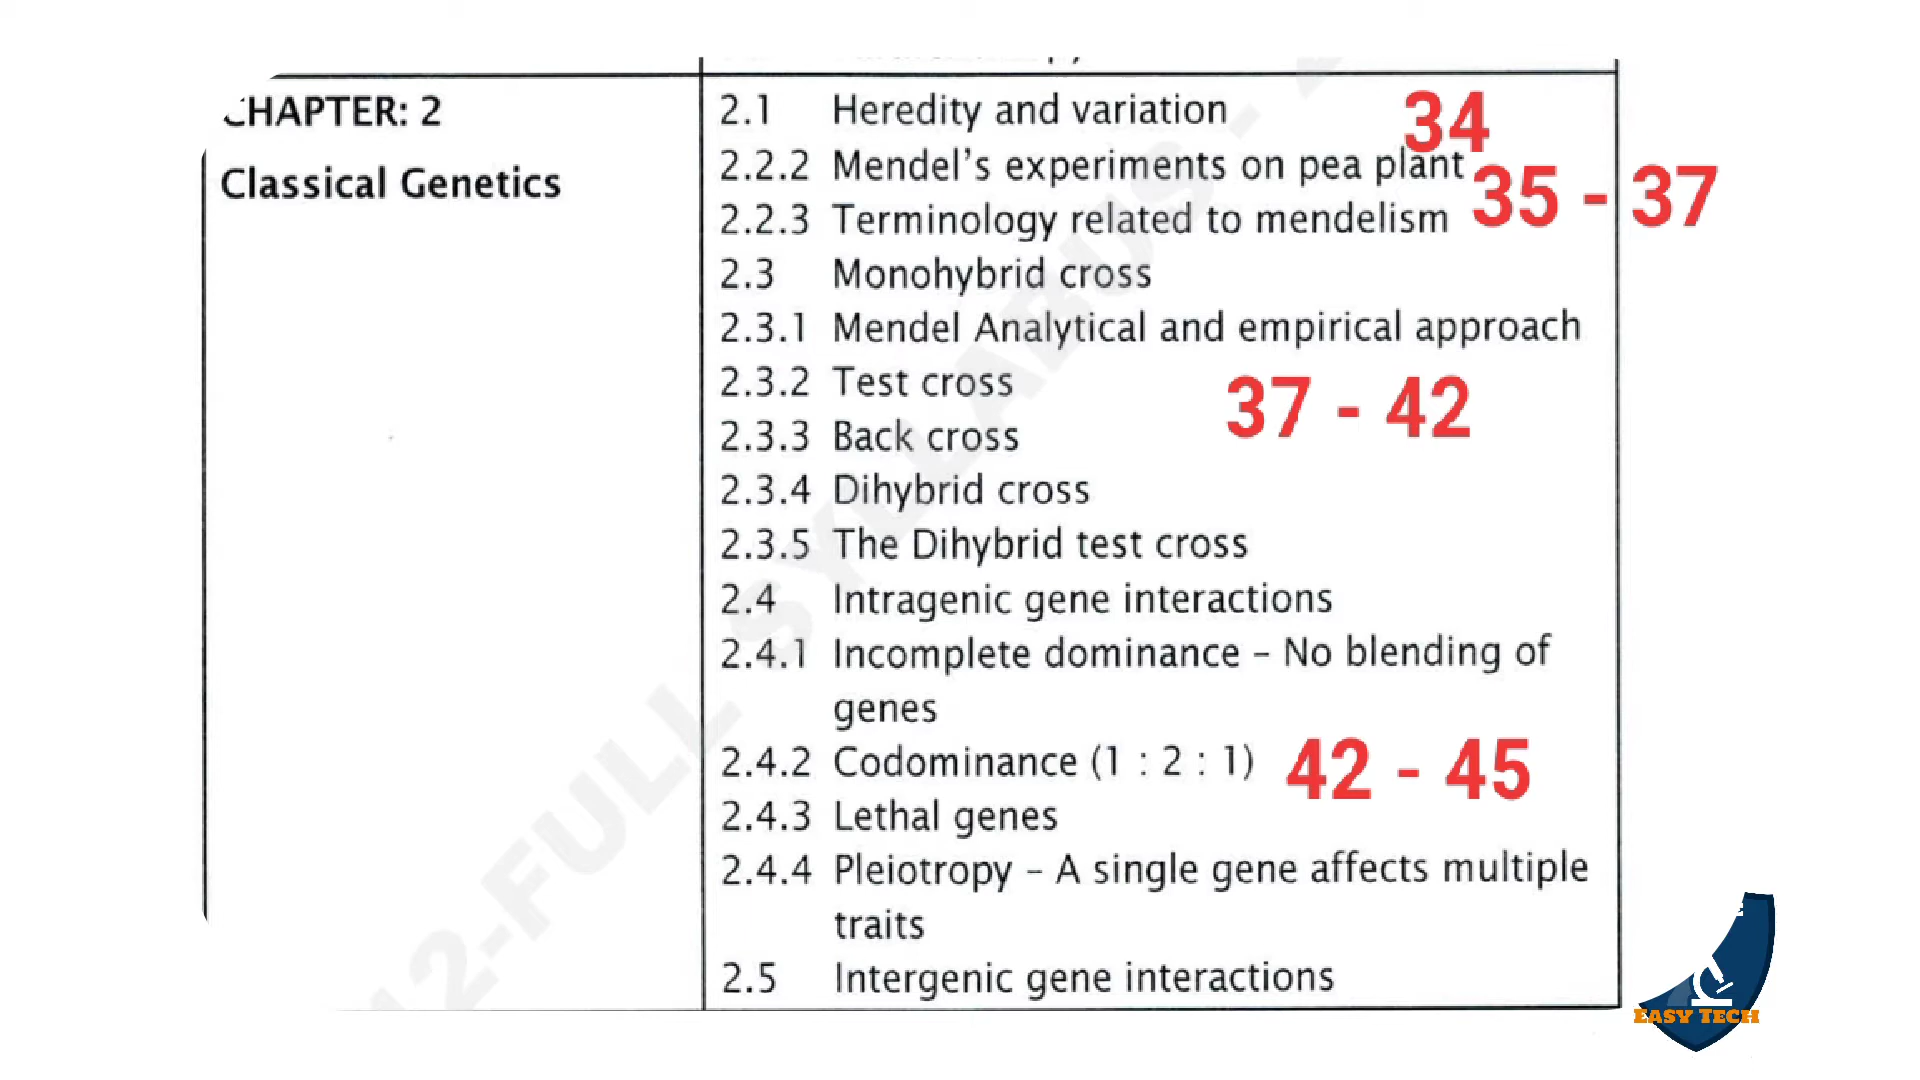 CHAPTER: 2
Classical Genetics
2.1 Heredity and variation
34
2.2.2 Mendel's experiments on pea plant
35 - 37
2.2.3 Terminology related to mendelism
2.3 Monohybrid cross
2.3.1 Mendel Analytical and empirical approach
2.3.2 Test cross
37 - 42
2.3.3 Back cross
2.3.4 Dihybrid cross
2.3.5 The Dihybrid test cross
2.4 Intragenic gene interactions
2.4.1 Incomplete dominance – No blending of
genes
2.4.2 Codominance (1 : 2 : 1)
42 - 45
2.4.3 Lethal genes
2.4.4 Pleiotropy – A single gene affects multiple
traits
2.5 Intergenic gene interactions
12-FULL SYLLABUS -
EASY TECH